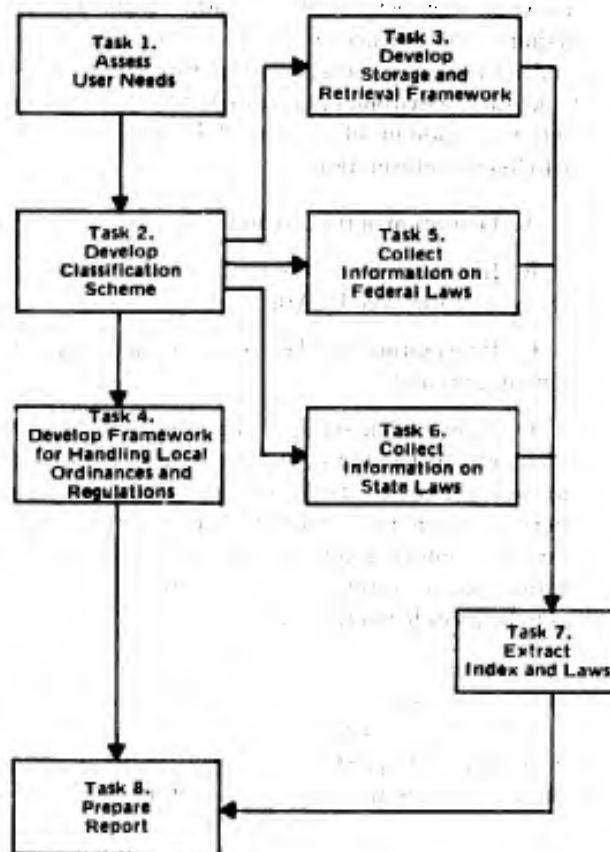 Task 1.
Assess
User Needs
Task 3.
Develop
Storage and
Retrieval Framework
Task 2.
Develop
Classification
Scheme
Task 5.
Collect
Information on
Federal Laws
Task 4.
Develop Framework
for Handling Local
Ordinances and
Regulations
Task 6.
Collect
Information on
State Laws
Task 7.
Extract
Index and Laws
Task 8.
Prepare
Report